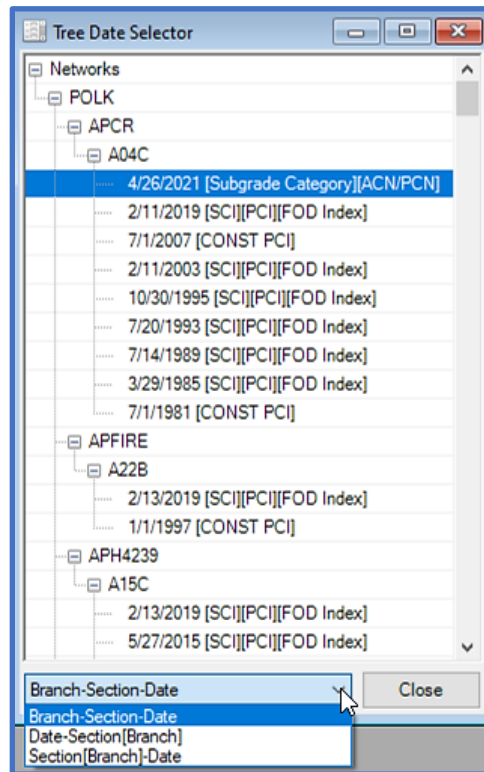 Tree Date Selector
Networks
POLK
APCR
A04C
4/26/2021 [Subgrade Category][ACN/PCN]
2/11/2019 [SCI][PCI][FOD Index]
7/1/2007 [CONST PCI]
2/11/2003 [SCI][PCI][FOD Index]
10/30/1995 [SCI][PCI][FOD Index]
7/20/1993 [SCI][PCI][FOD Index]
7/14/1989 [SCI][PCI][FOD Index]
3/29/1985 [SCI][PCI][FOD Index]
7/1/1981 [CONST PCI]
APFIRE
A22B
2/13/2019 [SCI][PCI][FOD Index]
1/1/1997 [CONST PCI]
APH4239
A15C
2/13/2019 [SCI][PCI][FOD Index]
5/27/2015 [SCI][PCI][FOD Index]
Branch-Section-Date Close
Branch-Section-Date
Date-Section[Branch]
Section[Branch]-Date